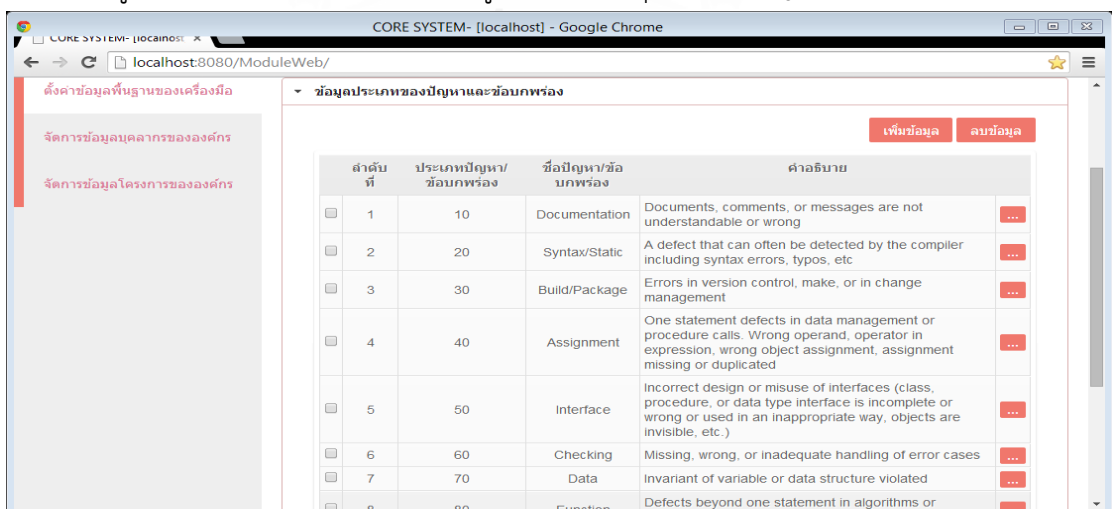 CORE SYSTEM- [localhost] - Google Chrome
CORE SYSTEM- [localhost
localhost:8080/ModuleWeb/
ตั้งค่าข้อมูลพื้นฐานของเครื่องมือ
จัดการข้อมูลบุคลากรขององค์กร
จัดการข้อมูลโครงการขององค์กร
ข้อมูลประเภทของปัญหาและข้อบกพร่อง
เพิ่มข้อมูล ลบข้อมูล
ลำดับที่ ประเภทปัญหา/ข้อบกพร่อง ชื่อปัญหา/ข้อบกพร่อง คำอธิบาย
1 10 Documentation Documents, comments, or messages are not
understandable or wrong ...
2 20 Syntax/Static A defect that can often be detected by the compiler
including syntax errors, typos, etc ...
3 30 Build/Package Errors in version control, make, or in change
management ...
4 40 Assignment One statement defects in data management or
procedure calls. Wrong operand, operator in
expression, wrong object assignment, assignment
missing or duplicated ...
5 50 Interface Incorrect design or misuse of interfaces (class,
procedure, or data type interface is incomplete or
wrong or used in an inappropriate way, objects are
invisible, etc.) ...
6 60 Checking Missing, wrong, or inadequate handling of error cases ...
7 70 Data Invariant of variable or data structure violated ...
8 80 Function Defects beyond one statement in algorithms or